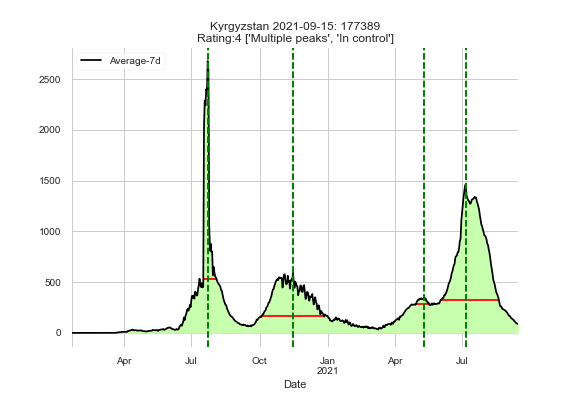 Kyrgyzstan 2021-09-15: 177389
Rating:4 ['Multiple peaks', 'In control']
Average-7d
2500
2000
1500
1000
500
0
Apr Jul Oct Jan Apr Jul
2021
Date